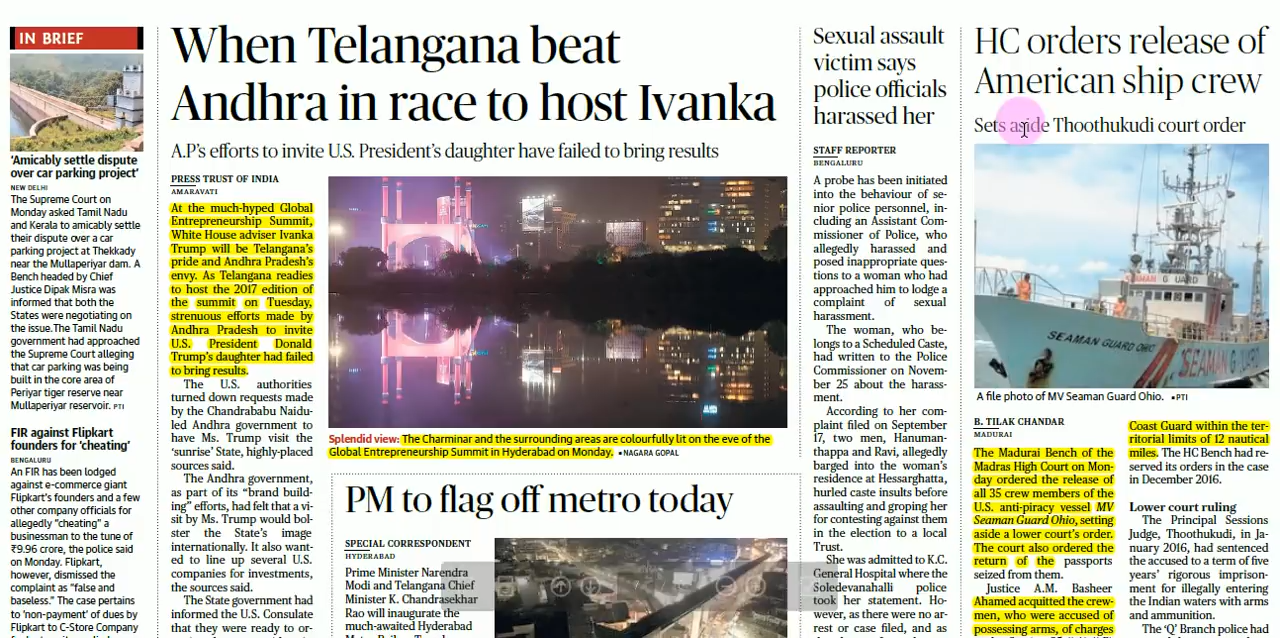 IN BRIEF
‘Amicably settle dispute
over car parking project’
NEW DELHI
The Supreme Court on
Monday asked Tamil Nadu
and Kerala to amicably settle
their dispute over a car
parking project at Thekkady
near the Mullaperiyar dam. A
Bench headed by Chief
Justice Dipak Misra was
informed that both the
States were negotiating on
the issue.The Tamil Nadu
government had approached
the Supreme Court alleging
that car parking was being
built in the core area of
Periyar tiger reserve near
Mullaperiyar reservoir. PTI
FIR against Flipkart
founders for ‘cheating’
BENGALURU
An FIR has been lodged
against e-commerce giant
Flipkart’s founders and a few
other company officials for
allegedly “cheating” a
businessman to the tune of
₹9.96 crore, the police said
on Monday. Flipkart,
however, dismissed the
complaint as “false and
baseless.” The case pertains
to ‘non-payment’ of dues by
Flipkart to C-Store Company
When Telangana beat
Andhra in race to host Ivanka
A.P’s efforts to invite U.S. President’s daughter have failed to bring results
PRESS TRUST OF INDIA
AMARAVATI
At the much-hyped Global
Entrepreneurship Summit,
White House adviser Ivanka
Trump will be Telangana’s
pride and Andhra Pradesh’s
envy. As Telangana readies
to host the 2017 edition of
the summit on Tuesday,
strenuous efforts made by
Andhra Pradesh to invite
U.S. President Donald
Trump’s daughter had failed
to bring results.
The U.S. authorities
turned down requests made
by the Chandrababu Naidu-
led Andhra government to
have Ms. Trump visit the
‘sunrise’ State, highly-placed
sources said.
The Andhra government,
as part of its “brand build-
ing” efforts, had felt that a vi-
sit by Ms. Trump would bol-
ster the State’s image
internationally. It also want-
ed to line up several U.S.
companies for investments,
the sources said.
The State government had
informed the U.S. Consulate
that they were ready to or-
Splendid view: The Charminar and the surrounding areas are colourfully lit on the eve of the
Global Entrepreneurship Summit in Hyderabad on Monday. ▪NAGARA GOPAL
PM to flag off metro today
SPECIAL CORRESPONDENT
HYDERABAD
Prime Minister Narendra
Modi and Telangana Chief
Minister K. Chandrasekhar
Rao will inaugurate the
much-awaited Hyderabad
Sexual assault
victim says
police officials
harassed her
STAFF REPORTER
BENGALURU
A probe has been initiated
into the behaviour of se-
nior police personnel, in-
cluding an Assistant Com-
missioner of Police, who
allegedly harassed and
posed inappropriate ques-
tions to a woman who had
approached him to lodge a
complaint of sexual
harassment.
The woman, who be-
longs to a Scheduled Caste,
had written to the Police
Commissioner on Novem-
ber 25 about the harass-
ment.
According to her com-
plaint filed on September
17, two men, Hanuman-
thappa and Ravi, allegedly
barged into the woman’s
residence at Hessarghatta,
hurled caste insults before
assaulting and groping her
for contesting against them
in the election to a local
Trust.
She was admitted to K.C.
General Hospital where the
Soledevanahalli police
took her statement. Ho-
wever, as there were no ar-
rest or case filed, and as
HC orders release of
American ship crew
Sets aside Thoothukudi court order
SEAMAN GUARD
SEAMAN GUARD OHIO
SEAMAN GUARD
A file photo of MV Seaman Guard Ohio. ▪PTI
B. TILAK CHANDAR
MADURAI
The Madurai Bench of the
Madras High Court on Mon-
day ordered the release of
all 35 crew members of the
U.S. anti-piracy vessel MV
Seaman Guard Ohio, setting
aside a lower court’s order.
The court also ordered the
return of the passports
seized from them.
Justice A.M. Basheer
Ahamed acquitted the crew-
men, who were accused of
possessing arms, of charges
Coast Guard within the ter-
ritorial limits of 12 nautical
miles. The HC Bench had re-
served its orders in the case
in December 2016.
Lower court ruling
The Principal Sessions
Judge, Thoothukudi, in Ja-
nuary 2016, had sentenced
the accused to a term of five
years’ rigorous imprison-
ment for illegally entering
the Indian waters with arms
and ammunition.
The ‘Q’ Branch police had